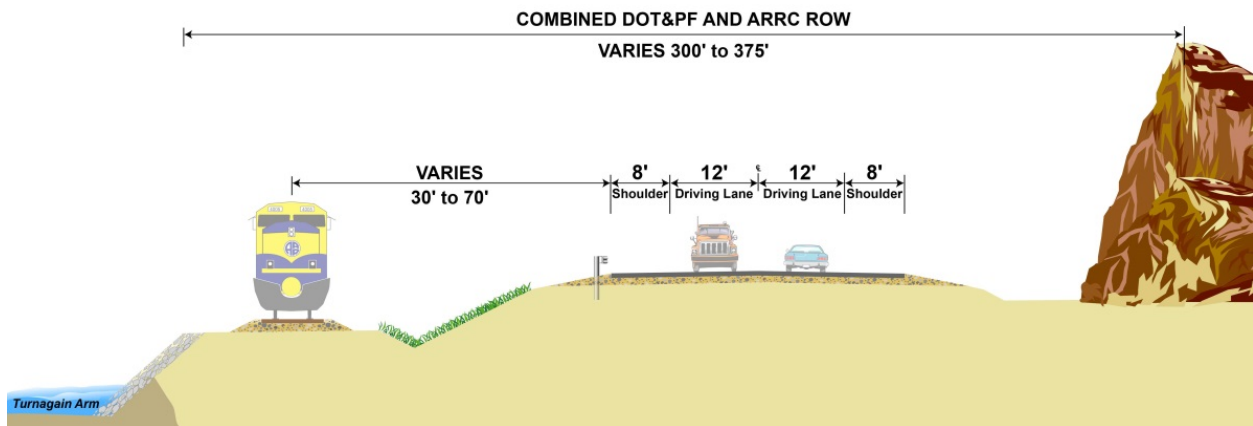 COMBINED DOT&PF AND ARRC ROW
VARIES 300' to 375'
VARIES
30' to 70'
8'
Shoulder
12'
Driving Lane
℄
12'
Driving Lane
8'
Shoulder
Turnagain Arm